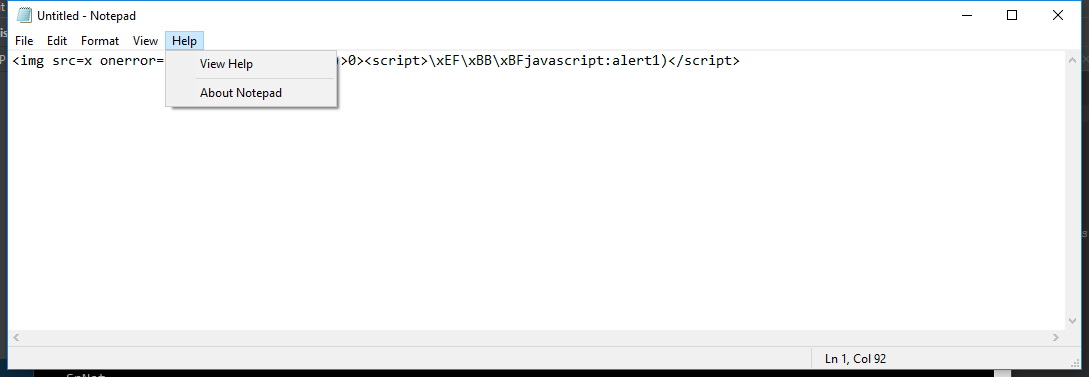 Untitled - Notepad
File Edit Format View Help
<img src=x onerror= >0><script>\xEF\xBB\xBFjavascript:alert1)</script>
View Help
About Notepad
Ln 1, Col 92